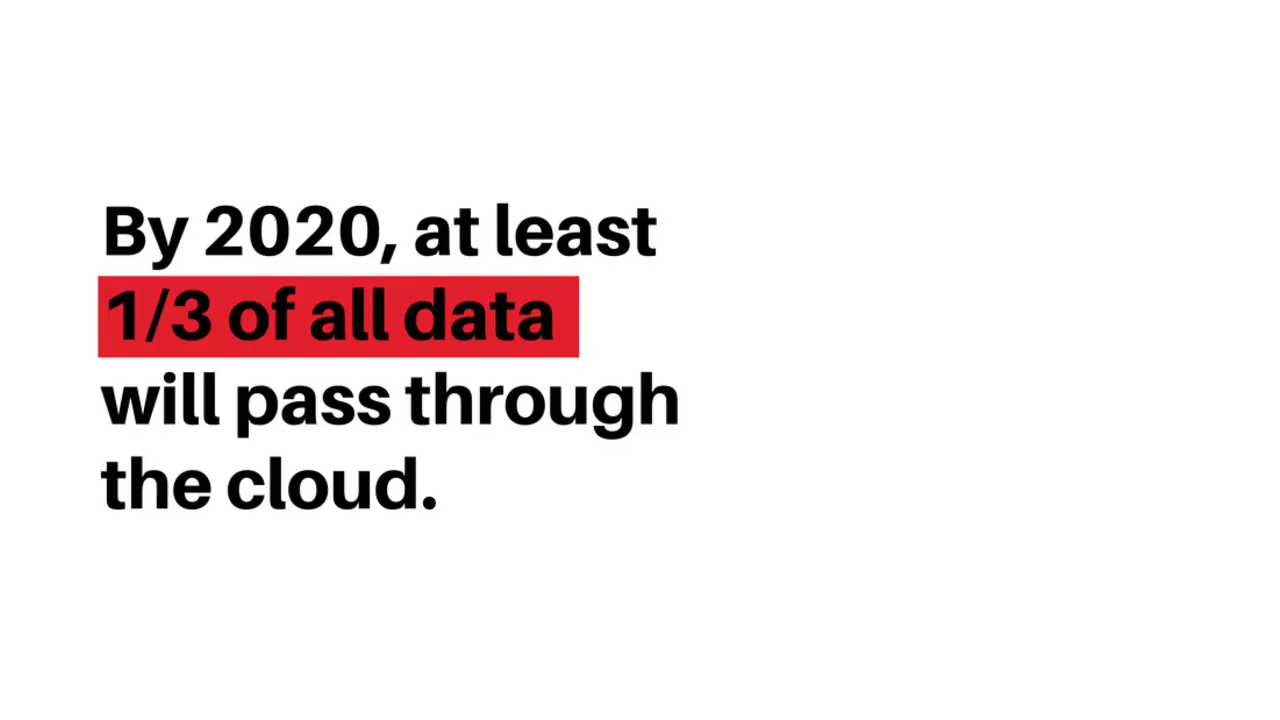 By 2020, at least
1/3 of all data
will pass through
the cloud.